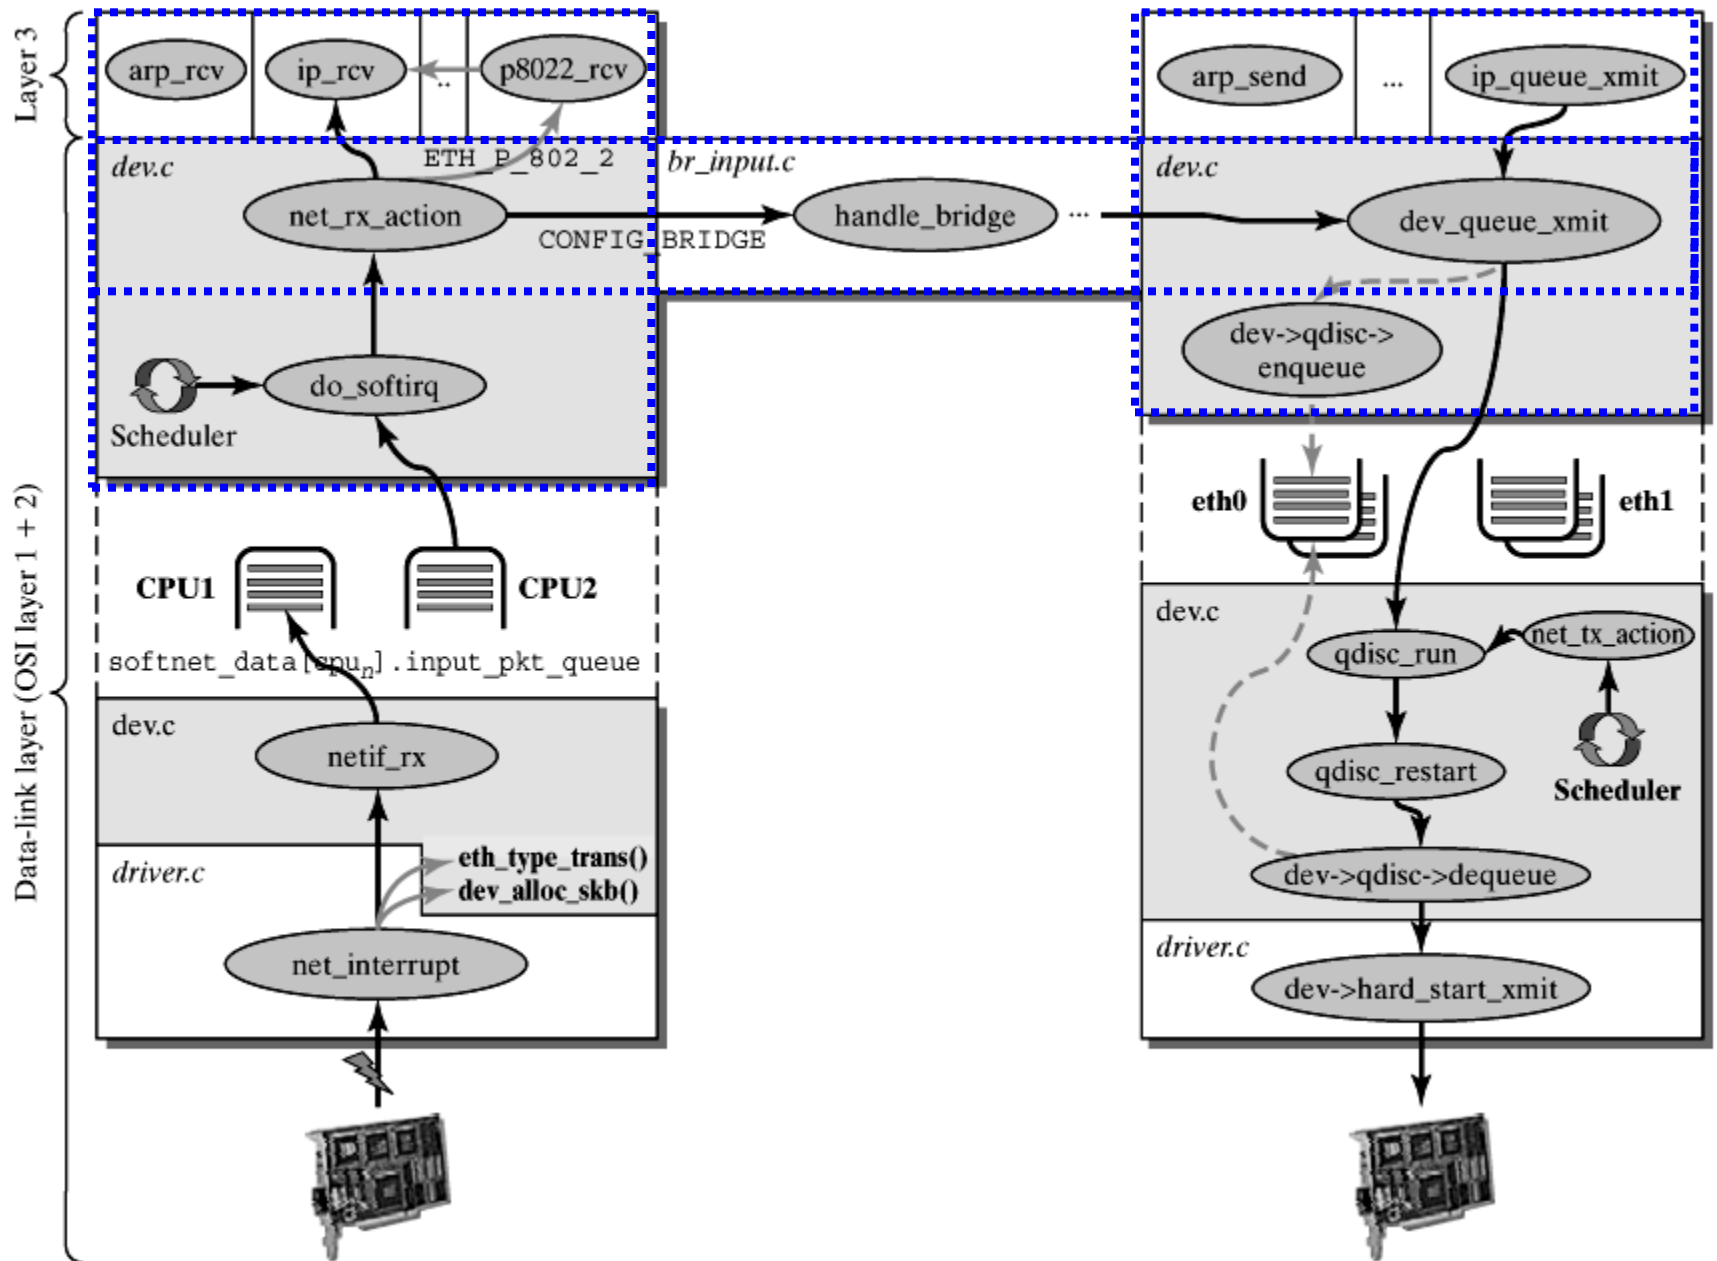 Layer 3
arp_rcv
ip_rcv
..
p8022_rcv
arp_send
...
ip_queue_xmit
dev.c
ETH_P_802_2
br_input.c
dev.c
net_rx_action
handle_bridge
...
dev_queue_xmit
CONFIG_BRIDGE
dev->qdisc->
enqueue
do_softirq
Scheduler
Data-link layer (OSI layer 1 + 2)
eth0
eth1
CPU1
CPU2
softnet_data[cpun].input_pkt_queue
dev.c
qdisc_run
net_tx_action
dev.c
netif_rx
qdisc_restart
Scheduler
driver.c
eth_type_trans()
dev_alloc_skb()
dev->qdisc->dequeue
net_interrupt
driver.c
dev->hard_start_xmit